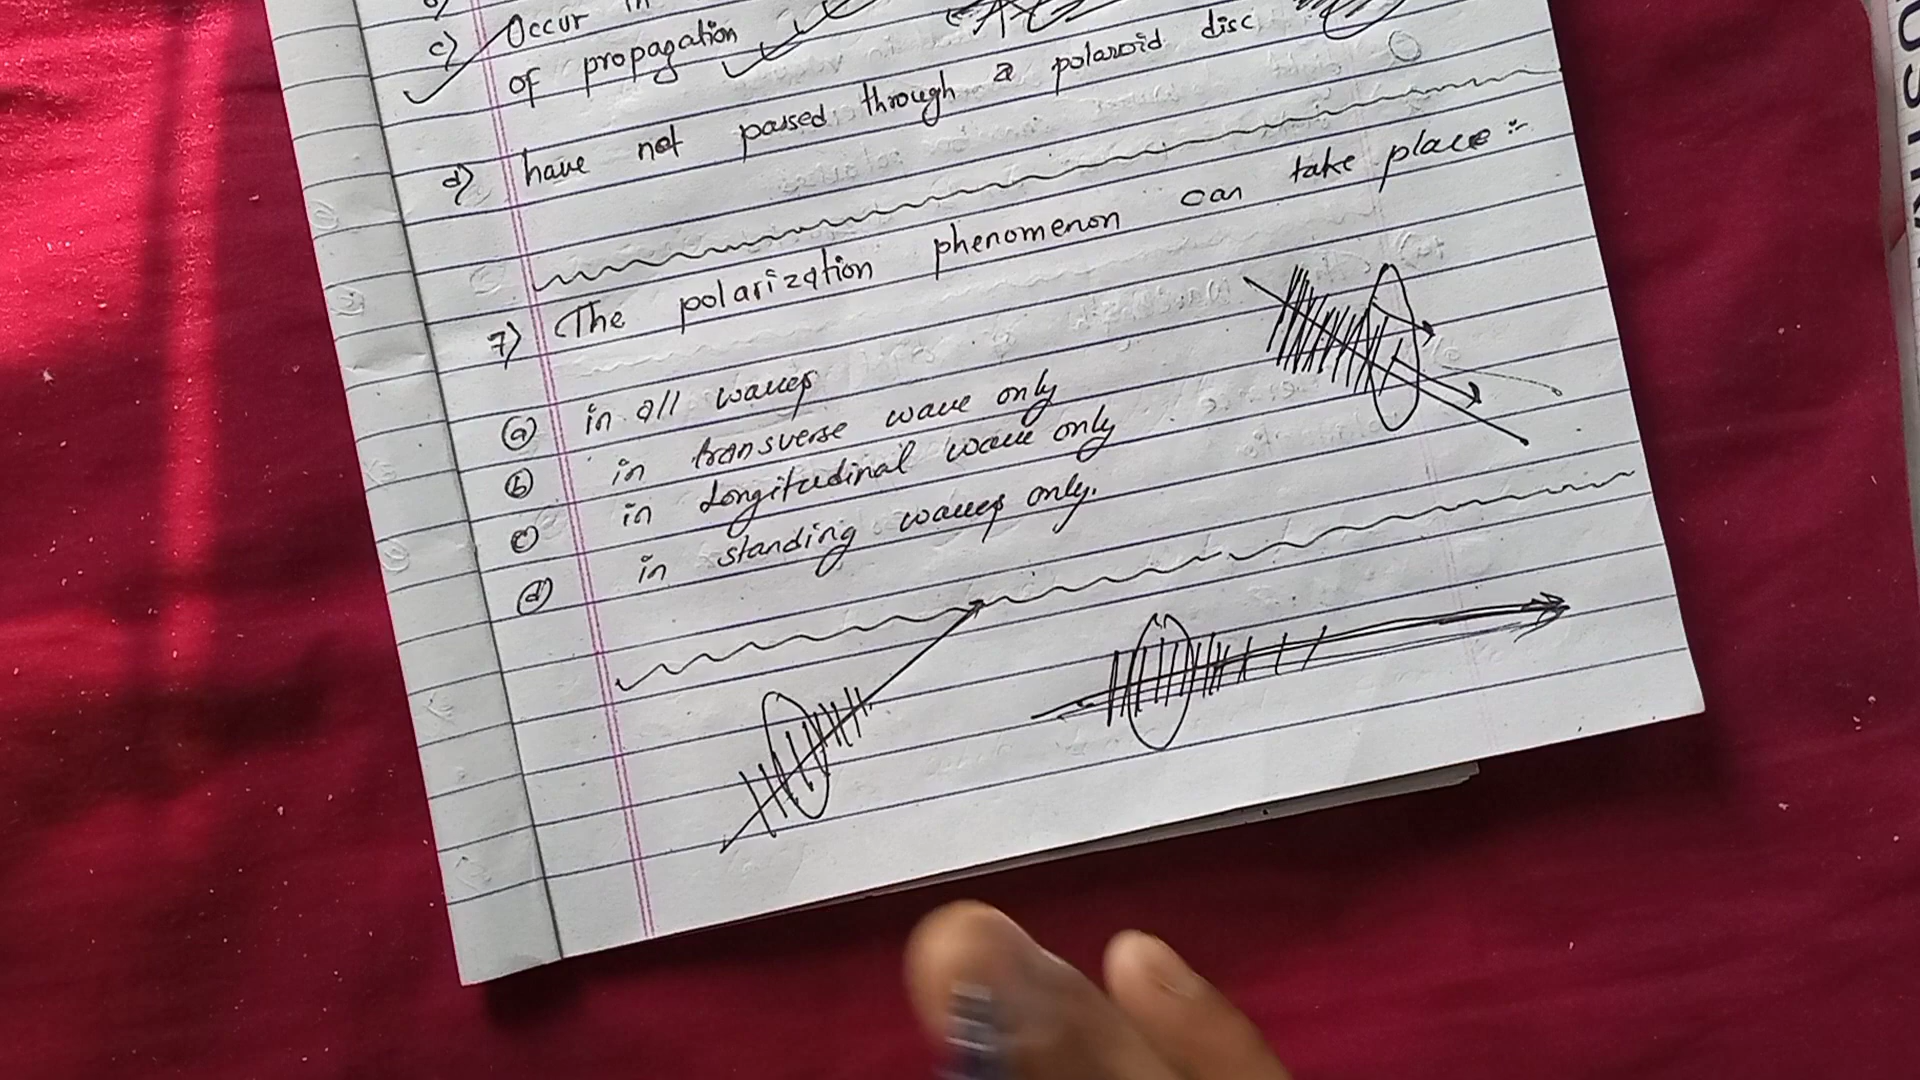 c) Occur in
of propagation
d) have not passed through a polaroid disc
7) The polarization phenomenon can take place :-
(a) in all waves
(b) in transverse wave only
(c) in Longitudinal wave only
(d) in standing waves only.